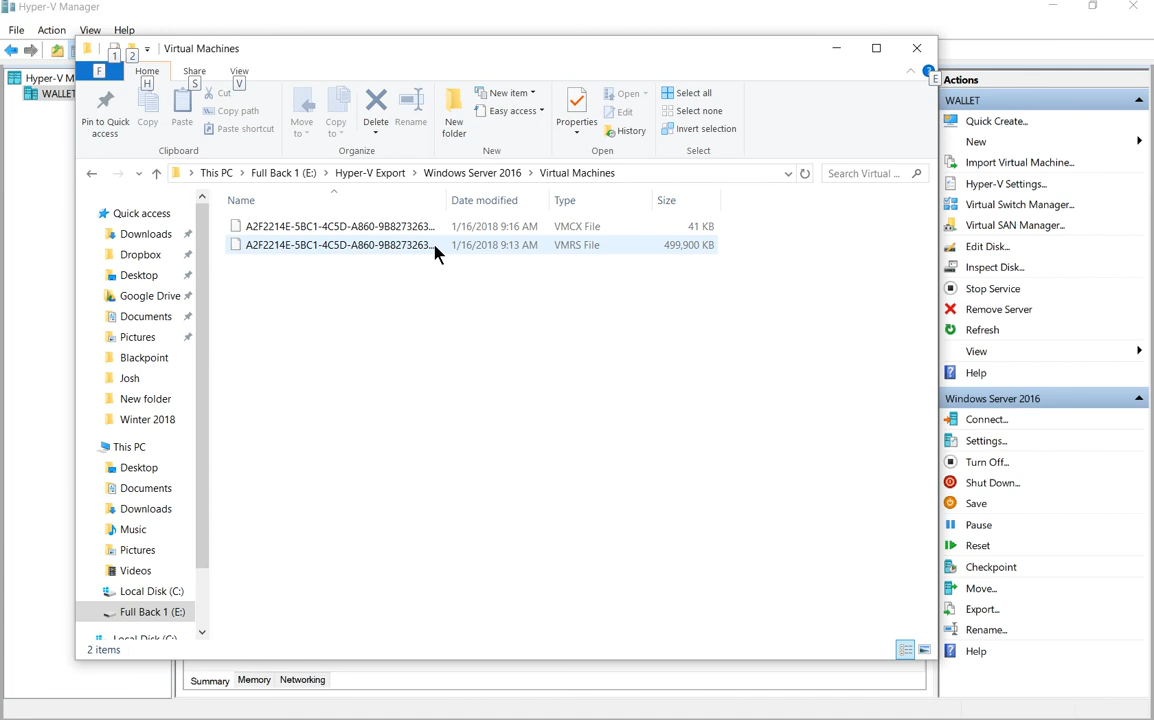 Hyper-V Manager
File Action View Help
1 2 Virtual Machines
F Home Share View
H S V E
Pin to Quick access
Copy
Paste
Cut
Copy path
Paste shortcut
Clipboard
Move to
Copy to
Delete
Rename
Organize
New folder
New item
Easy access
New
Properties
Open
Edit
History
Open
Select all
Select none
Invert selection
Select
This PC > Full Back 1 (E:) > Hyper-V Export > Windows Server 2016 > Virtual Machines
Search Virtual ...
Name Date modified Type Size
A2F2214E-5BC1-4C5D-A860-9B8273263... 1/16/2018 9:16 AM VMCX File 41 KB
A2F2214E-5BC1-4C5D-A860-9B8273263... 1/16/2018 9:13 AM VMRS File 499,900 KB
Quick access
Downloads
Dropbox
Desktop
Google Drive
Documents
Pictures
Blackpoint
Josh
New folder
Winter 2018
This PC
Desktop
Documents
Downloads
Music
Pictures
Videos
Local Disk (C:)
Full Back 1 (E:)
2 items
Hyper-V M
WALLET
Summary Memory Networking
Actions
WALLET
Quick Create...
New
Import Virtual Machine...
Hyper-V Settings...
Virtual Switch Manager...
Virtual SAN Manager...
Edit Disk...
Inspect Disk...
Stop Service
Remove Server
Refresh
View
Help
Windows Server 2016
Connect...
Settings...
Turn Off...
Shut Down...
Save
Pause
Reset
Checkpoint
Move...
Export...
Rename...
Help